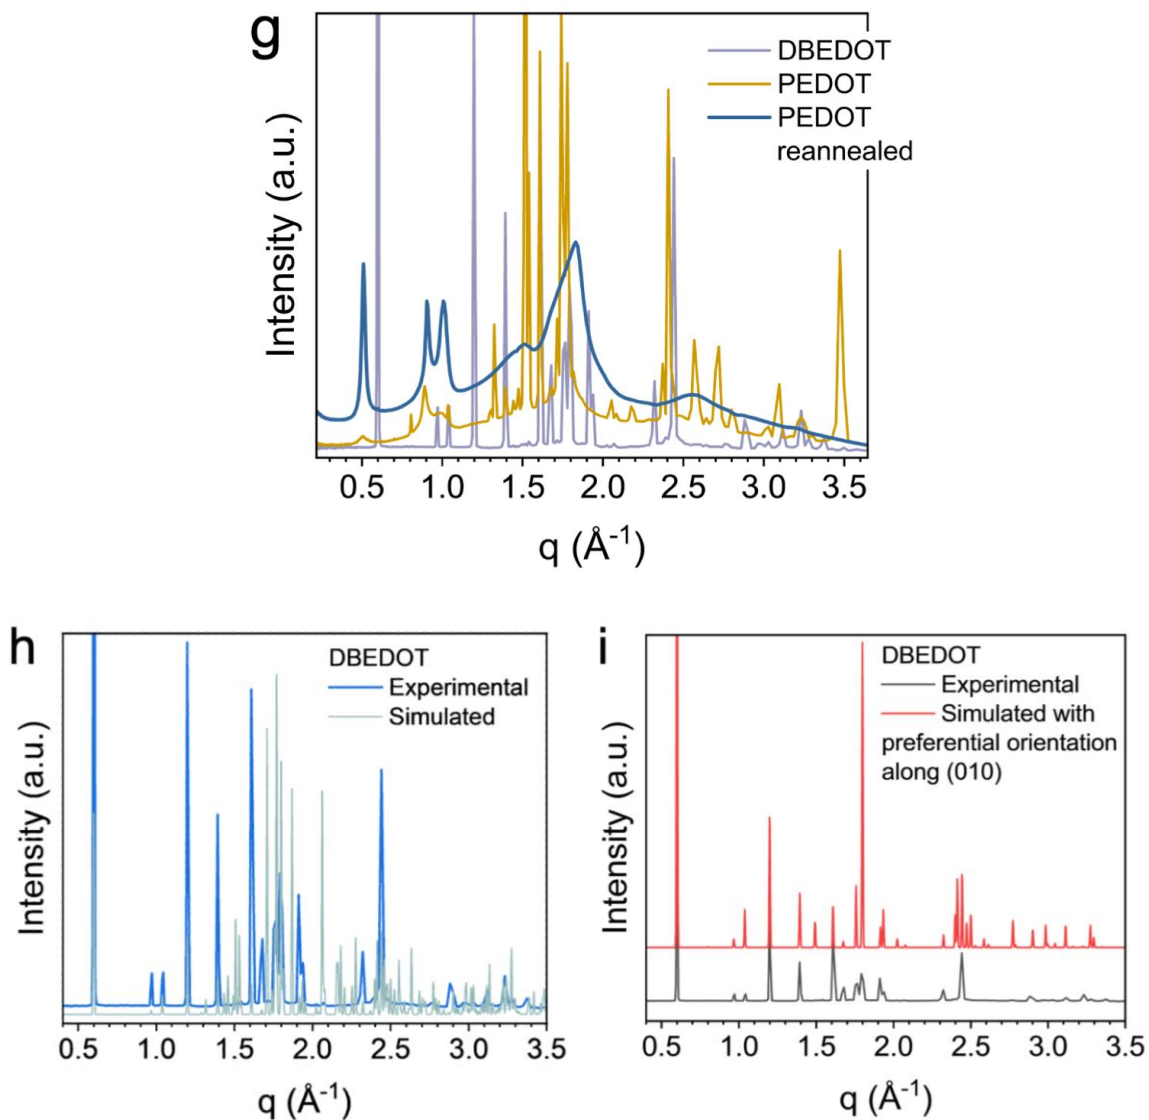 g
DBEDOT
PEDOT
PEDOT
reannealed
Intensity (a.u.)
0.5 1.0 1.5 2.0 2.5 3.0 3.5
q (Å⁻¹)
h
DBEDOT
Experimental
Simulated
Intensity (a.u.)
0.5 1.0 1.5 2.0 2.5 3.0 3.5
q (Å⁻¹)
i
DBEDOT
Experimental
Simulated with
preferential orientation
along (010)
Intensity (a.u.)
0.5 1.0 1.5 2.0 2.5 3.0 3.5
q (Å⁻¹)